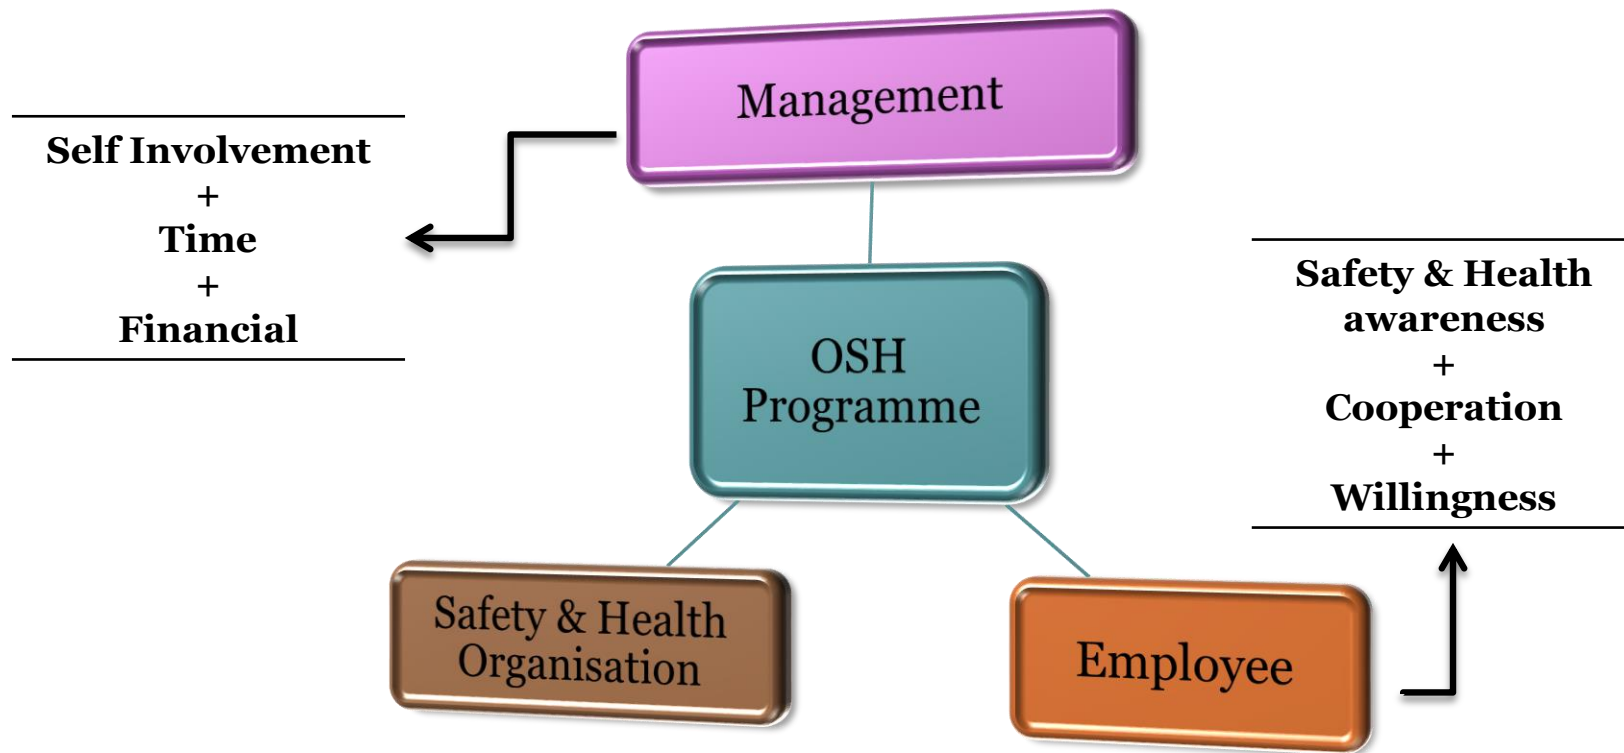 Management
Self Involvement
+
Time
+
Financial
OSH
Programme
Safety & Health
awareness
+
Cooperation
+
Willingness
Safety & Health
Organisation
Employee